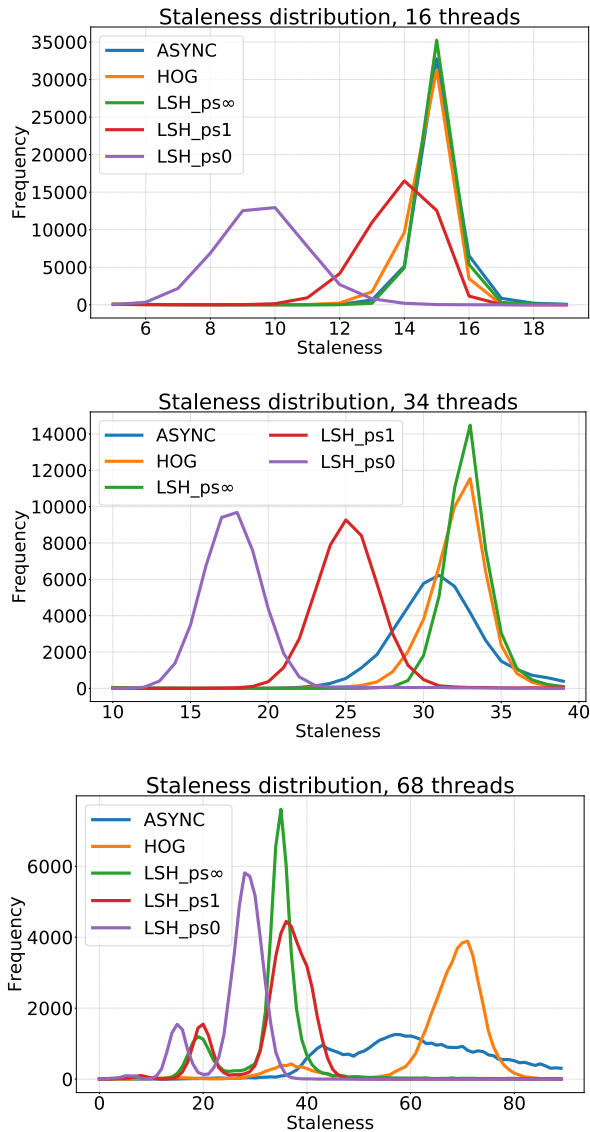 Staleness distribution, 16 threads
35000
30000
25000
20000
15000
10000
5000
0
Frequency
ASYNC
HOG
LSH_ps∞
LSH_ps1
LSH_ps0
6 8 10 12 14 16 18
Staleness
Staleness distribution, 34 threads
14000
12000
10000
8000
6000
4000
2000
0
Frequency
ASYNC LSH_ps1
HOG LSH_ps0
LSH_ps∞
10 15 20 25 30 35 40
Staleness
Staleness distribution, 68 threads
6000
4000
2000
0
Frequency
ASYNC
HOG
LSH_ps∞
LSH_ps1
LSH_ps0
0 20 40 60 80
Staleness